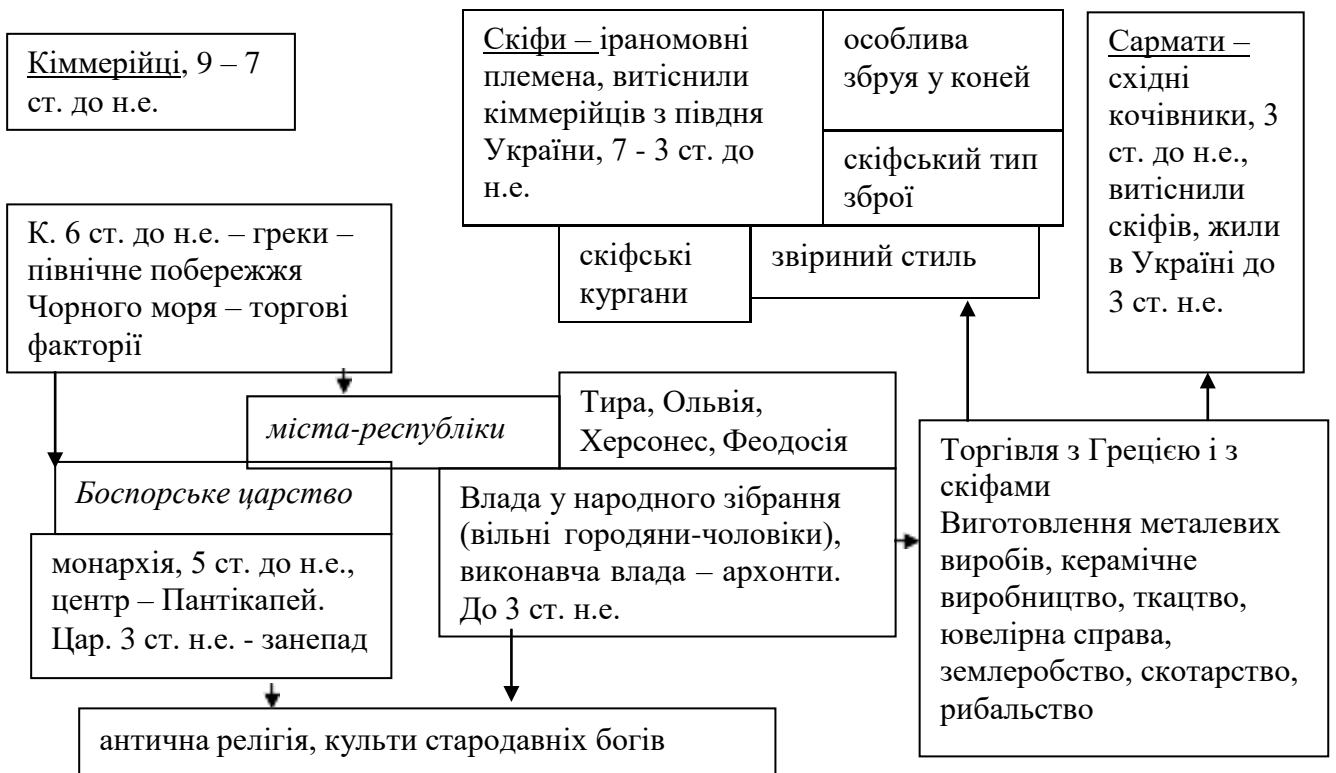 Кіммерійці, 9 – 7
ст. до н.е.
Скіфи – іраномовні
племена, витіснили
кіммерійців з півдня
України, 7 - 3 ст. до
н.е.
особлива
збруя у коней
скіфський тип
зброї
скіфські
кургани
звіриний стиль
Сармати –
східні
кочівники, 3
ст. до н.е.,
витіснили
скіфів, жили
в Україні до
3 ст. н.е.
К. 6 ст. до н.е. – греки –
північне побережжя
Чорного моря – торгові
факторії
міста-республіки
Тира, Ольвія,
Херсонес, Феодосія
Боспорське царство
монархія, 5 ст. до н.е.,
центр – Пантікапей.
Цар. 3 ст. н.е. - занепад
Влада у народного зібрання
(вільні городяни-чоловіки),
виконавча влада – архонти.
До 3 ст. н.е.
Торгівля з Грецією і з
скіфами
Виготовлення металевих
виробів, керамічне
виробництво, ткацтво,
ювелірна справа,
землеробство, скотарство,
рибальство
антична релігія, культи стародавніх богів